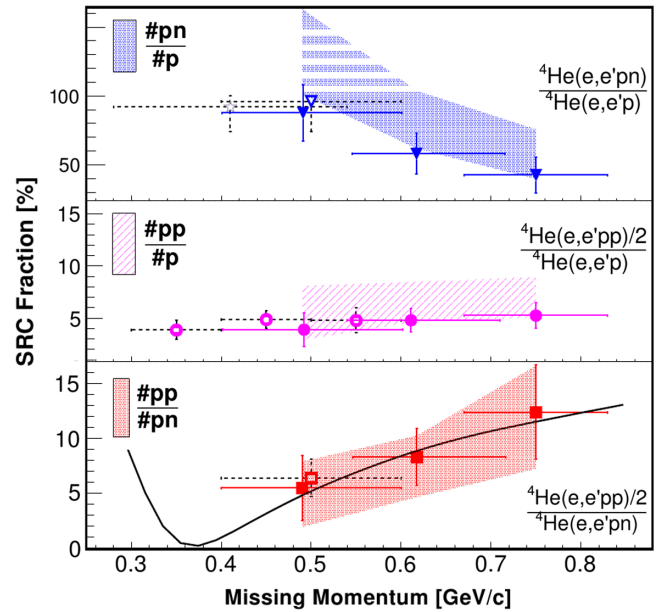 #pn
#p
⁴He(e,e'pn)
⁴He(e,e'p)
100
50
#pp
#p
⁴He(e,e'pp)/2
⁴He(e,e'p)
15
10
5
SRC Fraction [%]
#pp
#pn
⁴He(e,e'pp)/2
⁴He(e,e'pn)
15
10
5
0
0.3 0.4 0.5 0.6 0.7 0.8
Missing Momentum [GeV/c]